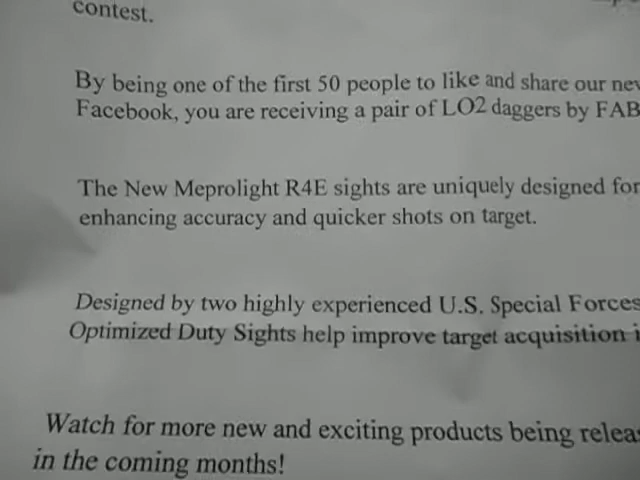 contest.
By being one of the first 50 people to like and share our new
Facebook, you are receiving a pair of LO2 daggers by FAB
The New Meprolight R4E sights are uniquely designed for
enhancing accuracy and quicker shots on target.
Designed by two highly experienced U.S. Special Forces
Optimized Duty Sights help improve target acquisition i
Watch for more new and exciting products being relea
in the coming months!